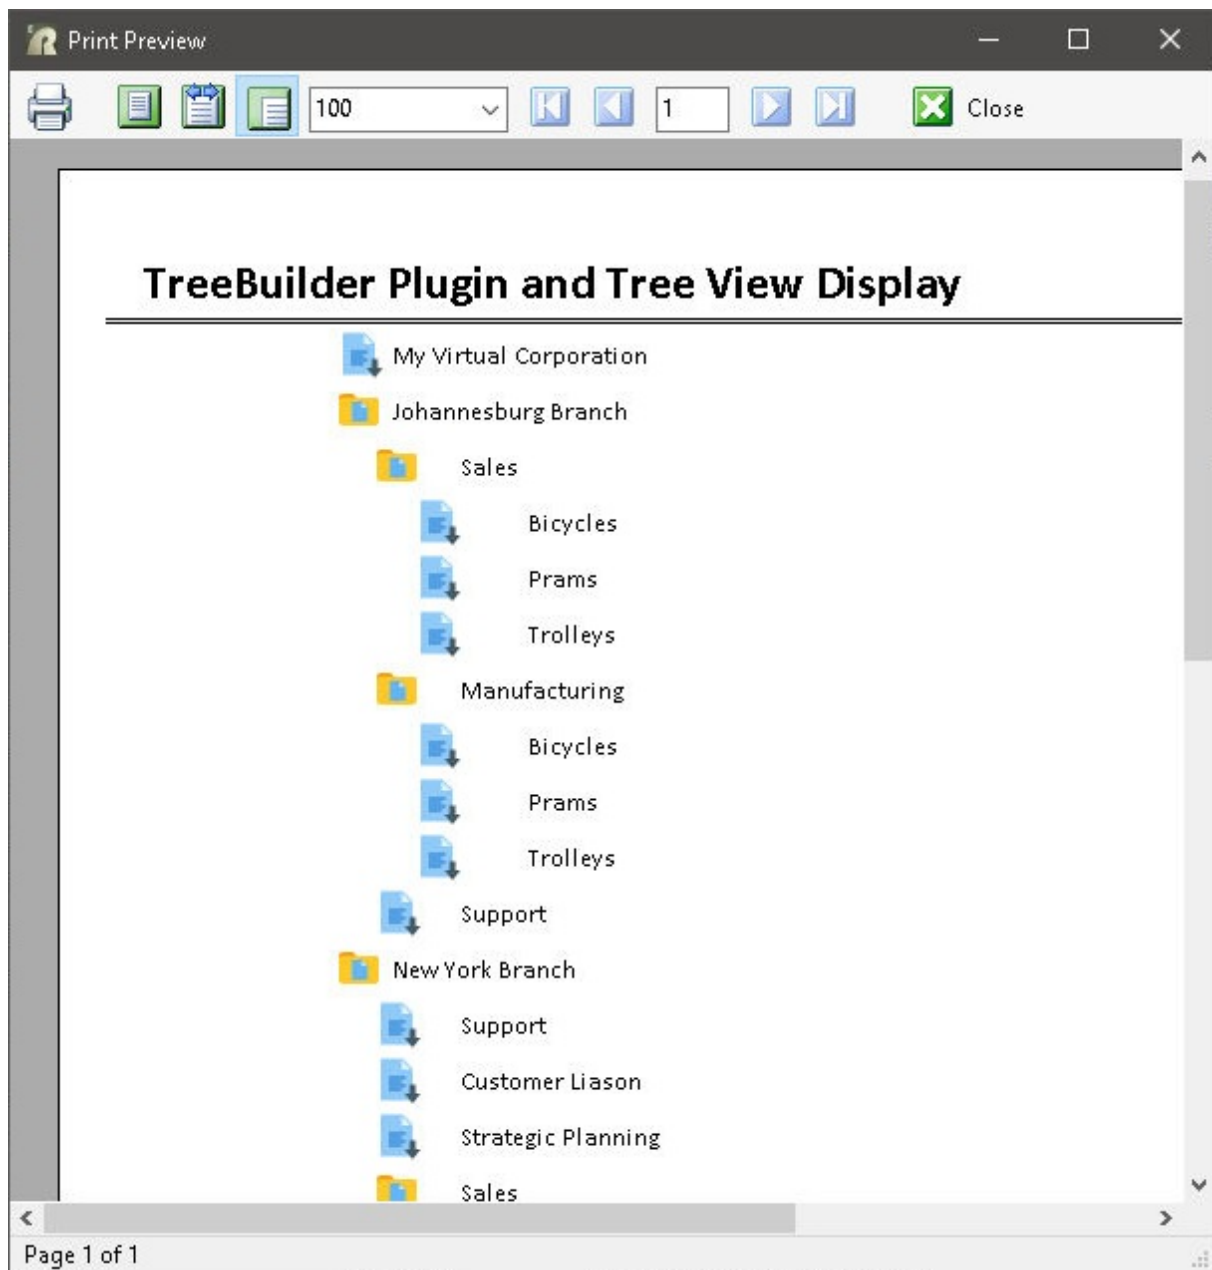 Print Preview
100
1
Close
TreeBuilder Plugin and Tree View Display
My Virtual Corporation
Johannesburg Branch
Sales
Bicycles
Prams
Trolleys
Manufacturing
Bicycles
Prams
Trolleys
Support
New York Branch
Support
Customer Liason
Strategic Planning
Sales
Page 1 of 1